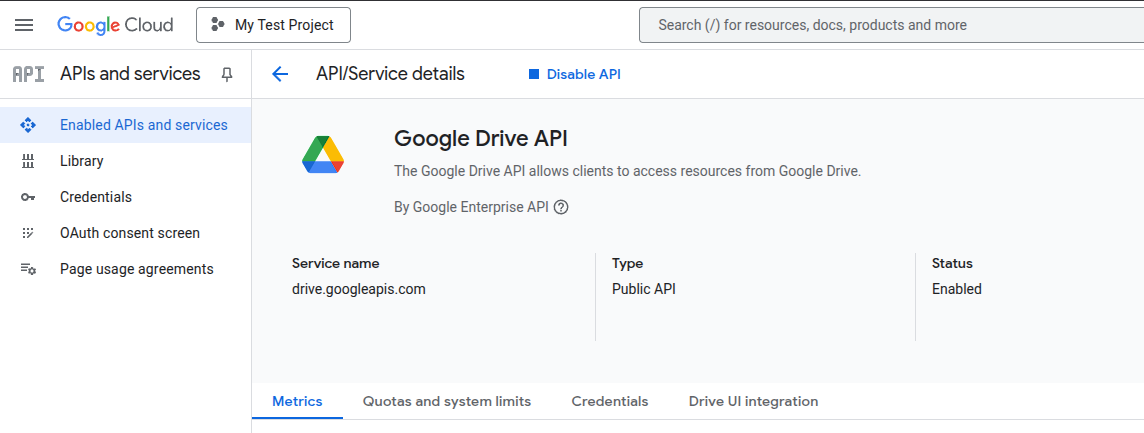 Google Cloud
My Test Project
Search (/) for resources, docs, products and more
API
APIs and services
API/Service details
Disable API
Enabled APIs and services
Library
Credentials
OAuth consent screen
Page usage agreements
Google Drive API
The Google Drive API allows clients to access resources from Google Drive.
By Google Enterprise API ?
Service name
drive.googleapis.com
Type
Public API
Status
Enabled
Metrics
Quotas and system limits
Credentials
Drive UI integration